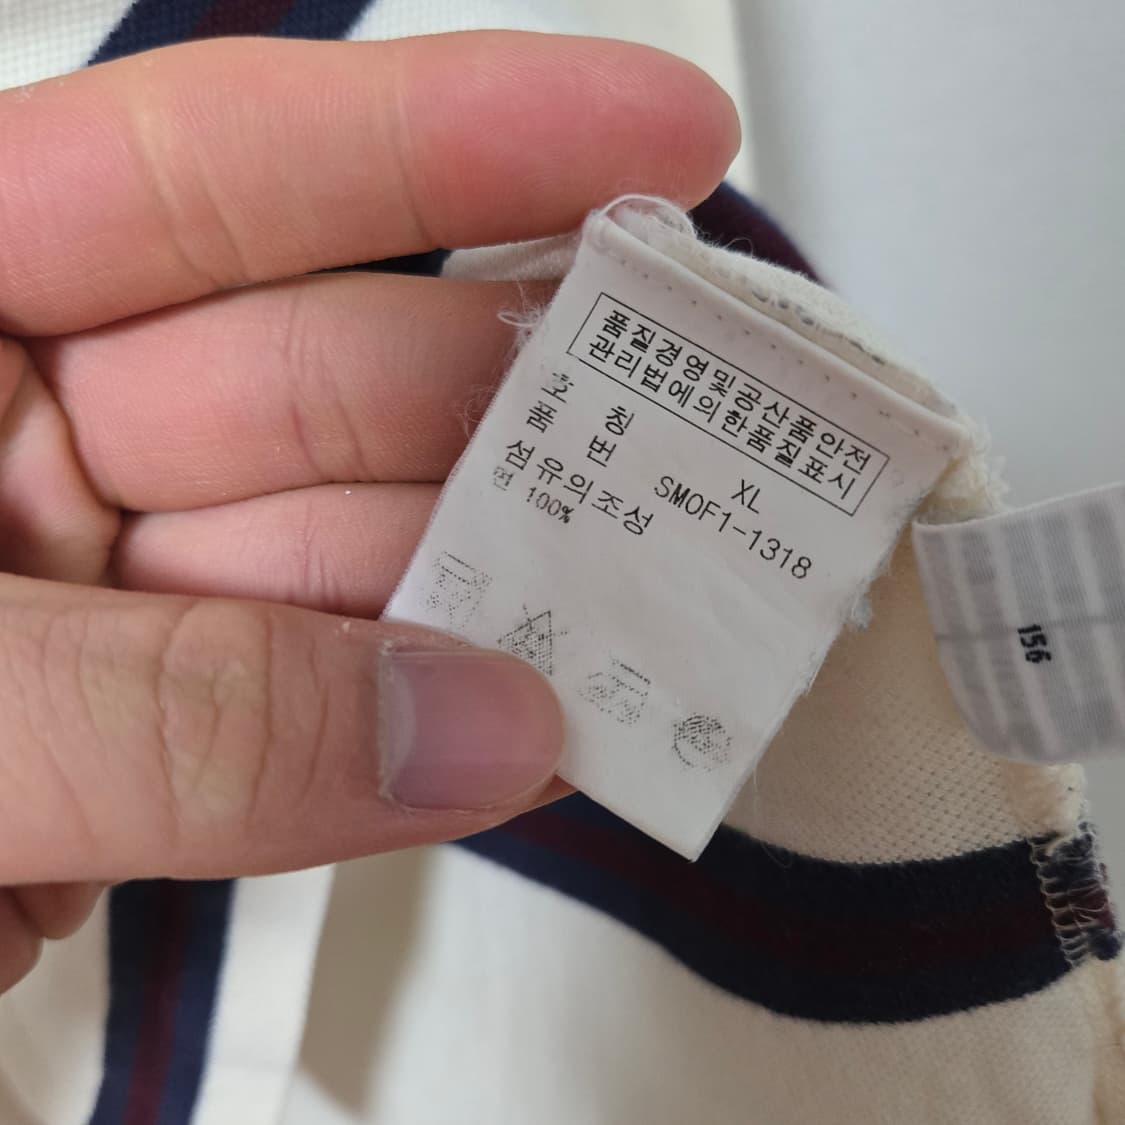 품질경영및공산품안전
관리법에의한품질표시
호 칭 XL
품 번 SMOF1-1318
섬유의조성
면 100%
156